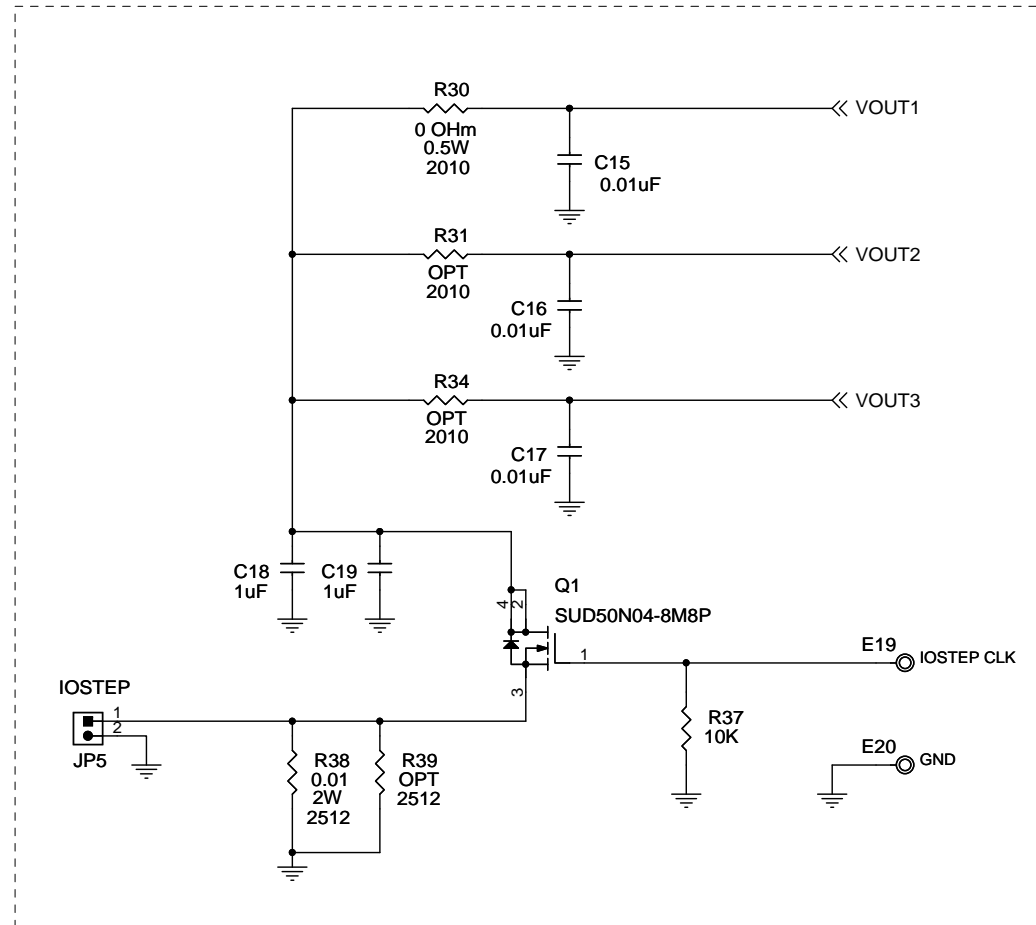 R30
0 OHm
0.5W
2010
VOUT1
C15
0.01uF
R31
OPT
2010
VOUT2
C16
0.01uF
R34
OPT
2010
VOUT3
C17
0.01uF
C18
1uF
C19
1uF
Q1
SUD50N04-8M8P
4
2
1
3
E19
IOSTEP CLK
R37
10K
E20
GND
IOSTEP
1
2
JP5
R38
0.01
2W
2512
R39
OPT
2512